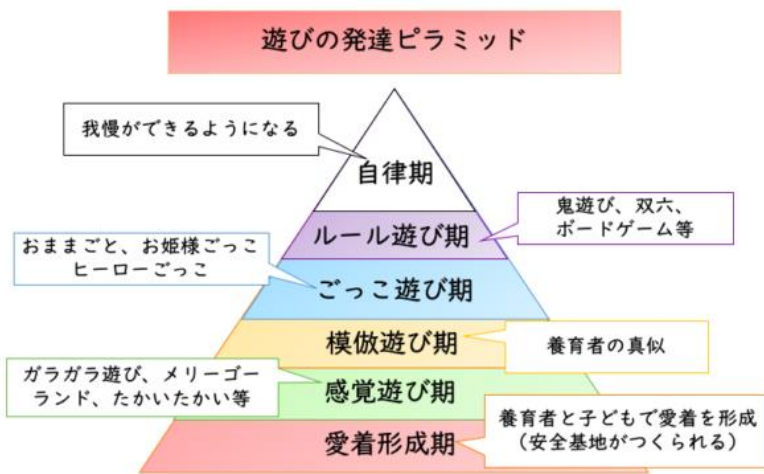 遊びの発達ピラミッド
我慢ができるようになる
自律期
鬼遊び、双六、
ボードゲーム等
ルール遊び期
おままごと、お姫様ごっこ
ヒーローごっこ
ごっこ遊び期
模倣遊び期
養育者の真似
ガラガラ遊び、メリーゴー
ランド、たかいたかい等
感覚遊び期
養育者と子どもで愛着を形成
（安全基地がつくられる）
愛着形成期